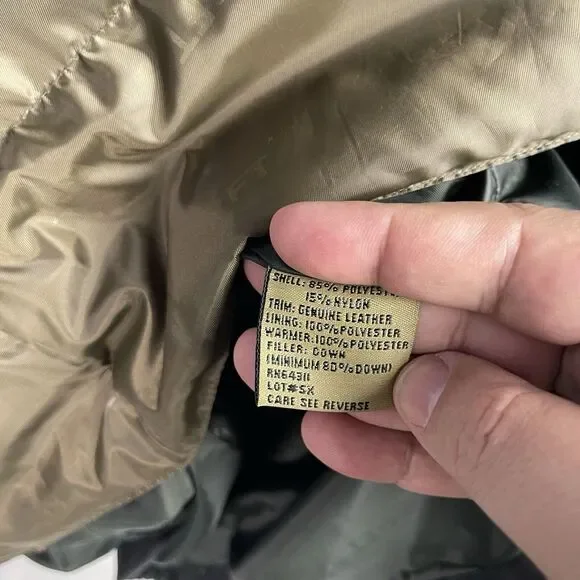 SHELL: 85% POLYESTER
15% NYLON
TRIM: GENUINE LEATHER
LINING: 100% POLYESTER
WARMER: 100% POLYESTER
FILLER: DOWN
(MINIMUM 80% DOWN)
RN64311
LOT#SX
CARE SEE REVERSE